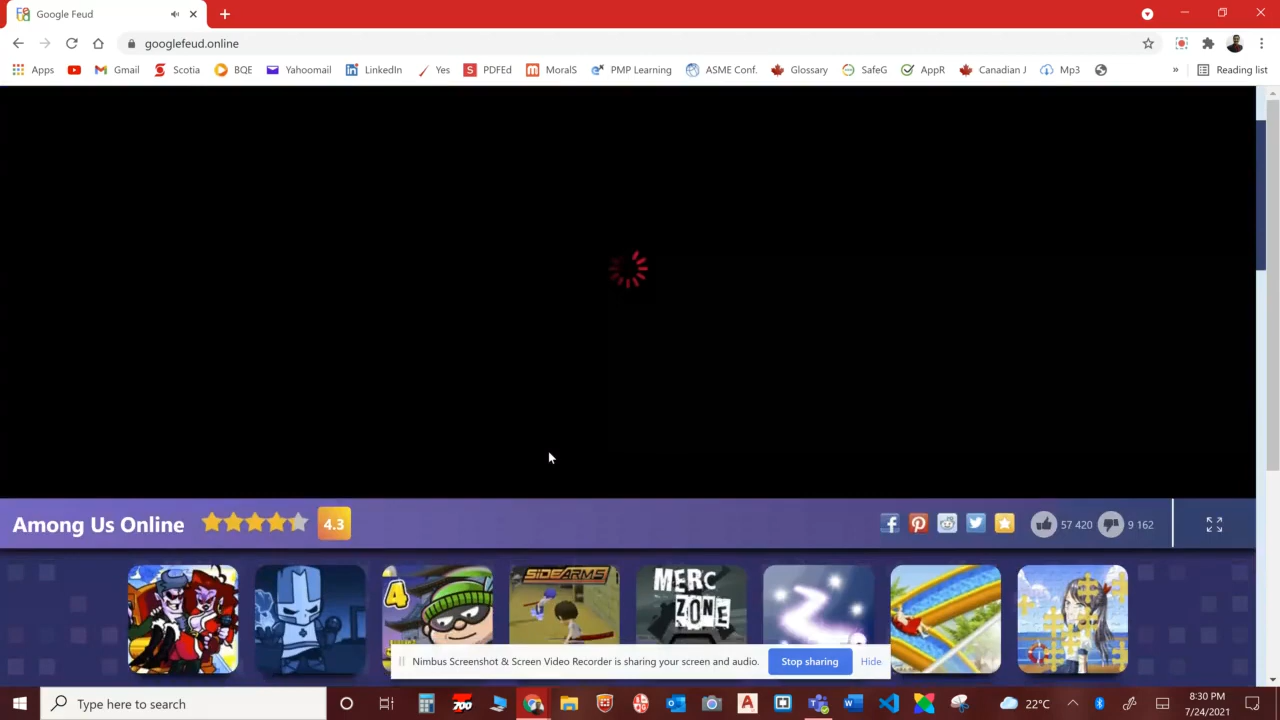 Google Feud
googlefeud.online
Apps Gmail Scotia BQE Yahoomail LinkedIn Yes PDFEd MoralS PMP Learning ASME Conf. Glossary SafeG AppR Canadian J Mp3 » Reading list
Among Us Online 4.3 57 420 9 162
4 SIDEARMS MERC ZONE
Nimbus Screenshot & Screen Video Recorder is sharing your screen and audio. Stop sharing Hide
Type here to search 22°C 8:30 PM
7/24/2021